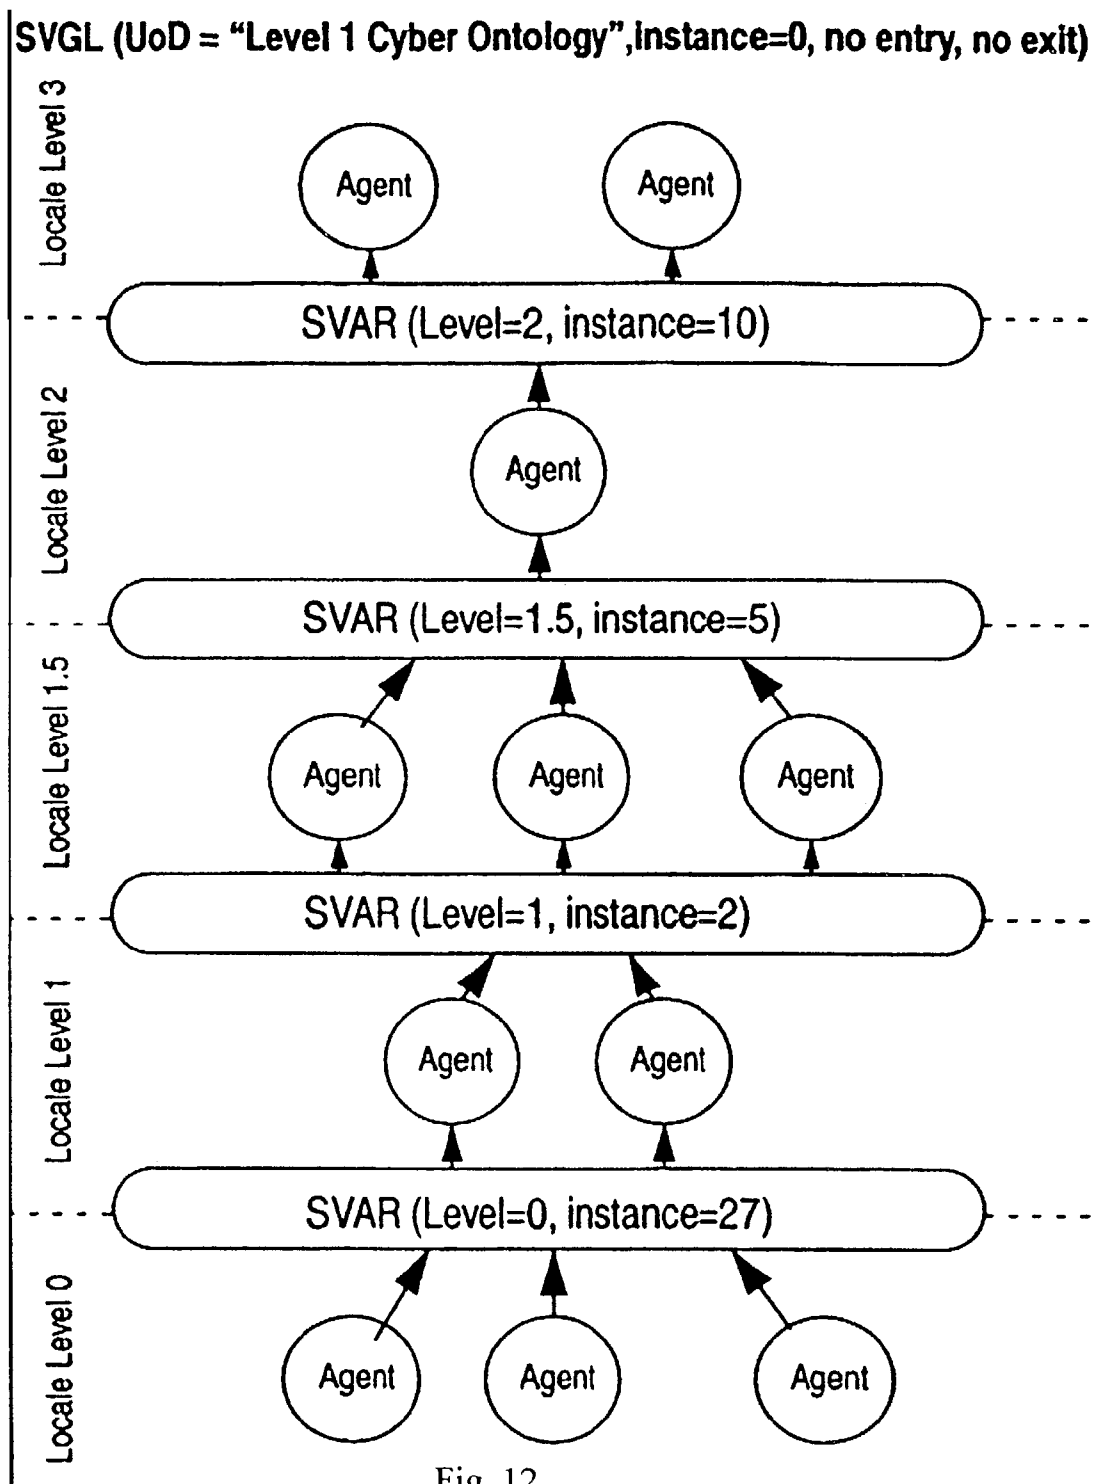 SVGL (UoD = “Level 1 Cyber Ontology”,instance=0, no entry, no exit)
Locale Level 3
Agent
Agent
SVAR (Level=2, instance=10)
Locale Level 2
Agent
SVAR (Level=1.5, instance=5)
Locale Level 1.5
Agent
Agent
Agent
SVAR (Level=1, instance=2)
Locale Level 1
Agent
Agent
SVAR (Level=0, instance=27)
Locale Level 0
Agent
Agent
Agent
Fig. 12